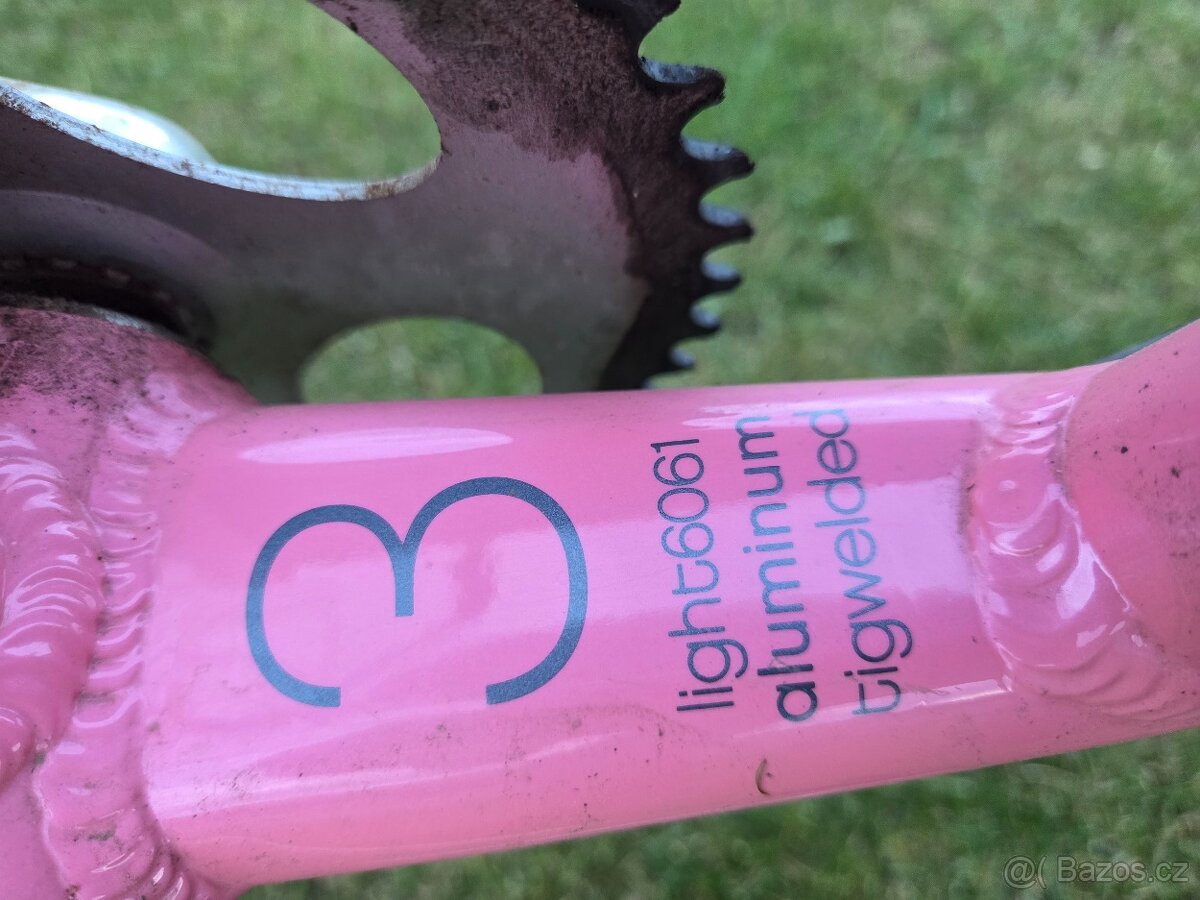 3
light6061
aluminum
tigwelded
@( Bazos.cz